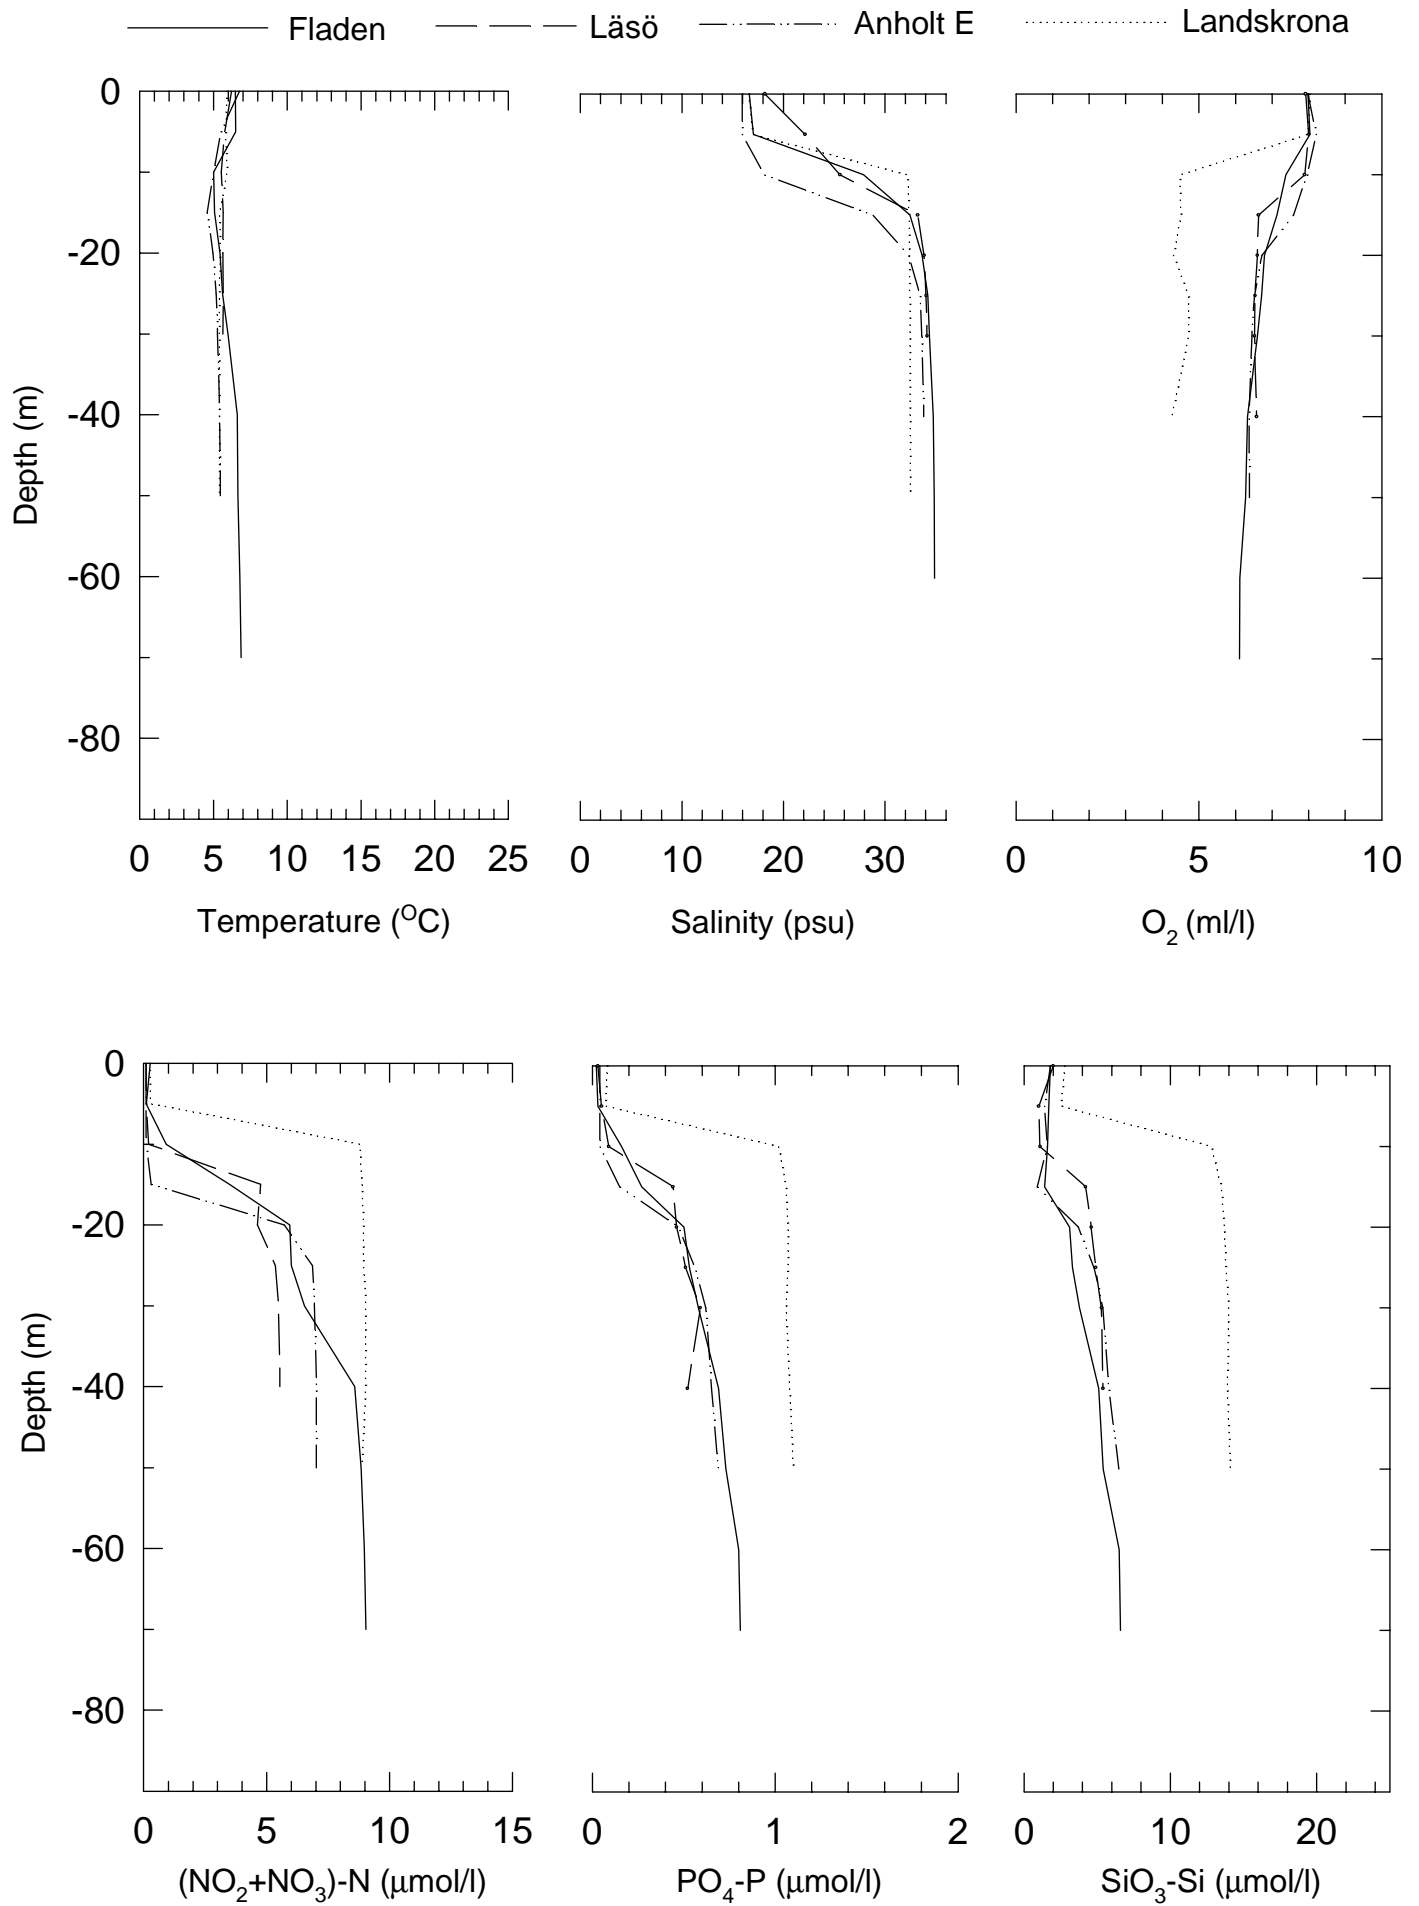 Fladen Läsö Anholt E Landskrona
0
-20
-40
-60
-80
Depth (m)
0 5 10 15 20 25 0 10 20 30 0 5 10
Temperature (°C) Salinity (psu) O₂ (ml/l)
0
-20
-40
-60
-80
Depth (m)
0 5 10 15 0 1 2 0 10 20
(NO₂+NO₃)-N (μmol/l) PO₄-P (μmol/l) SiO₃-Si (μmol/l)